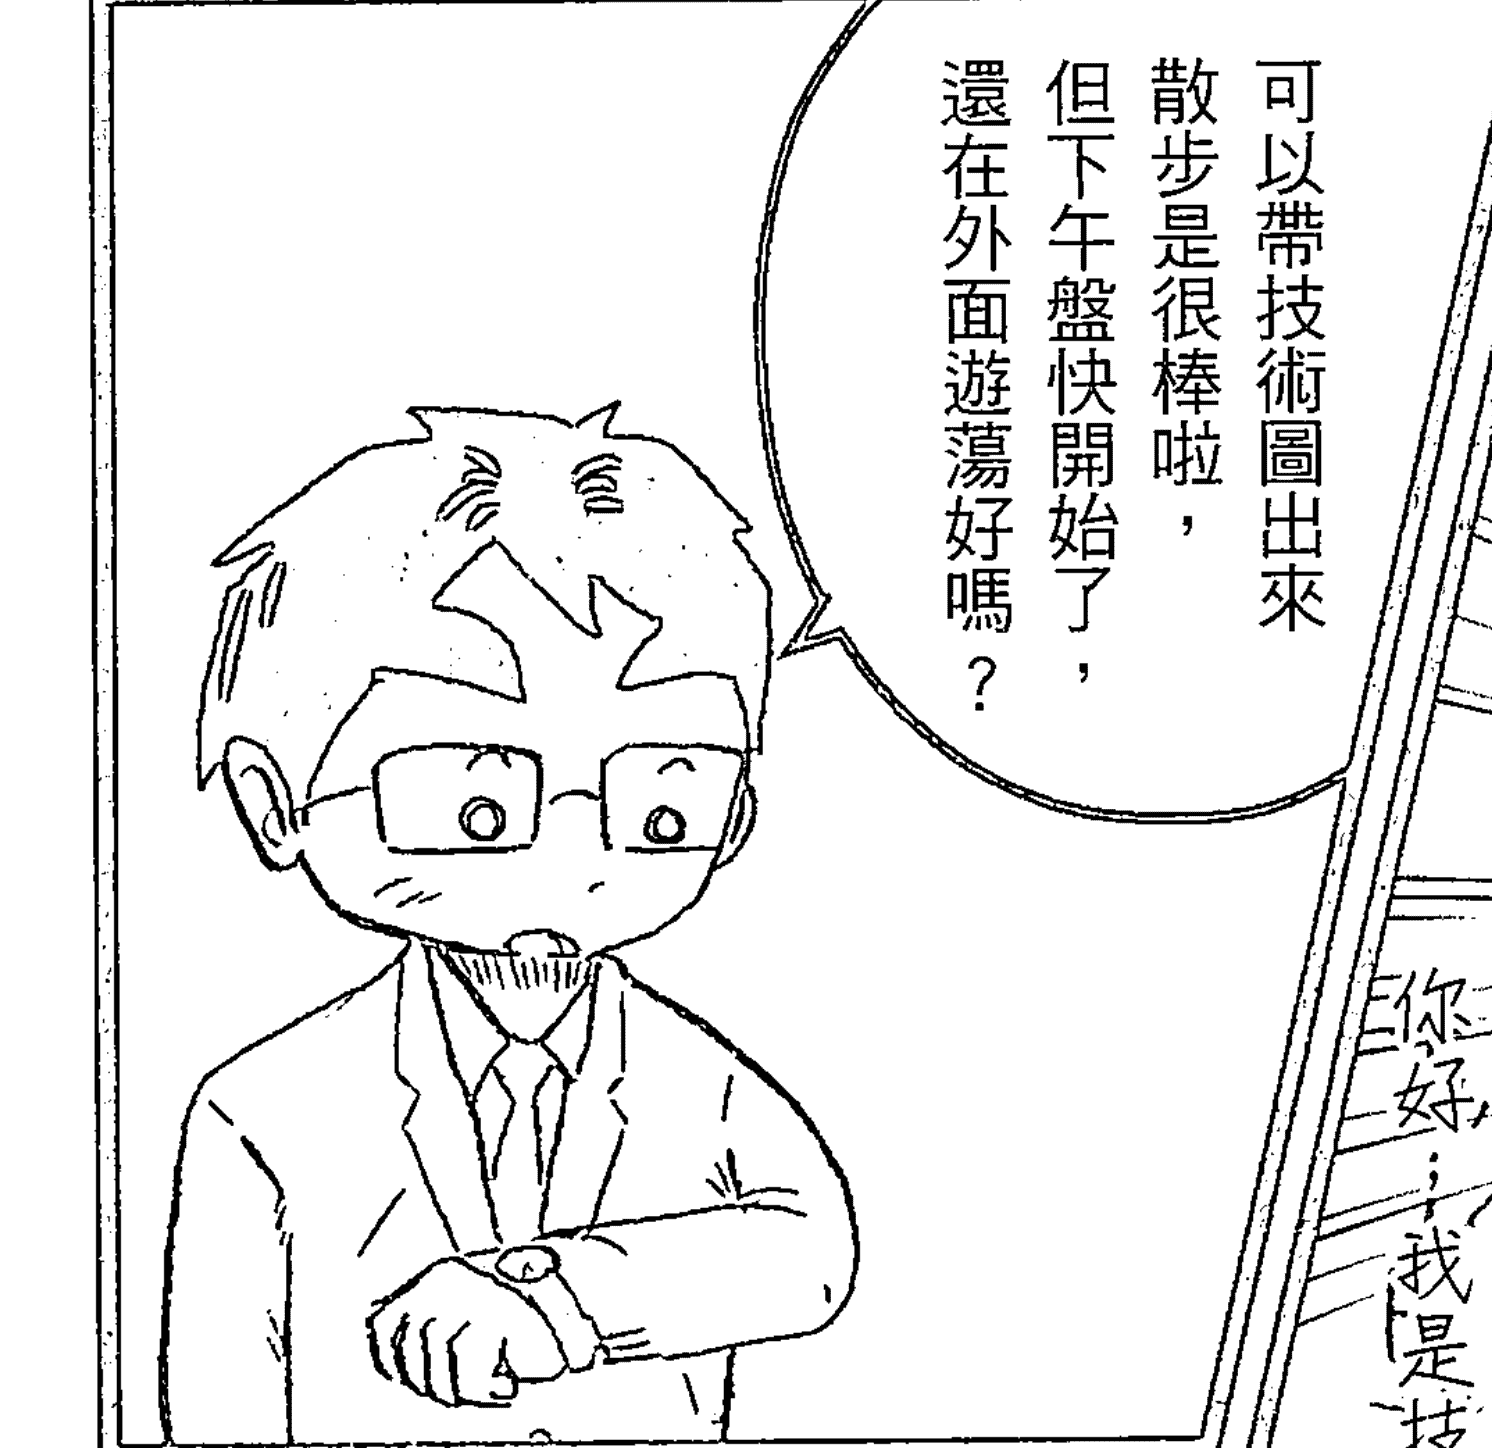 可以帶技術圖出來
散步是很棒啦，
但下午盤快開始了，
還在外面遊蕩好嗎？
你好；我是技